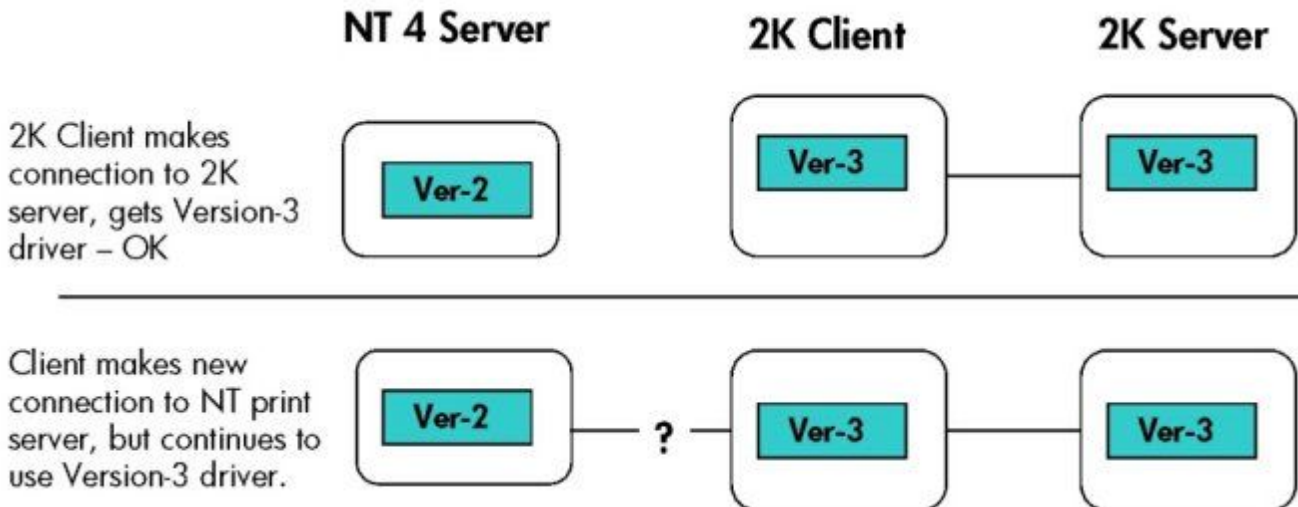 NT 4 Server
2K Client
2K Server
2K Client makes
connection to 2K
server, gets Version-3
driver – OK
Ver-2
Ver-3
Ver-3
Client makes new
connection to NT print
server, but continues to
use Version-3 driver.
Ver-2
?
Ver-3
Ver-3